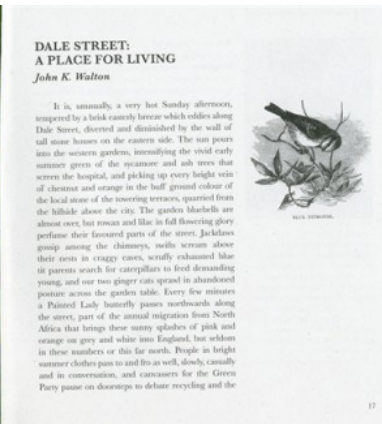 DALE STREET:
A PLACE FOR LIVING
John K. Walton
It is, unusually, a very hot Sunday afternoon,
tempered by a brisk easterly breeze which eddies along
Dale Street, diverted and diminished by the wall of
tall stone houses on the eastern side. The sun pours
into the western gardens, intensifying the vivid early
summer green of the sycamore and ash trees that
screen the hospital, and picking up every bright vein
of chestnut and orange in the buff ground colour of
the local stone of the towering terraces, quarried from
the hillside above the city. The garden bluebells are
almost over, but rowan and lilac in full flowering glory
perfume their favoured parts of the street. Jackdaws
gossip among the chimneys, swifts scream above
their nests in craggy caves, scruffy exhausted blue
tit parents search for caterpillars to feed demanding
young, and our two ginger cats sprawl in abandoned
posture across the garden table. Every few minutes
a Painted Lady butterfly passes northwards along
the street, part of the annual migration from North
Africa that brings these sunny splashes of pink and
orange on grey and white into England, but seldom
in these numbers or this far north. People in bright
summer clothes pass to and fro as well, slowly, casually
and in conversation, and canvassers for the Green
Party pause on doorsteps to debate recycling and the
BLUE TITMOUSE.
17